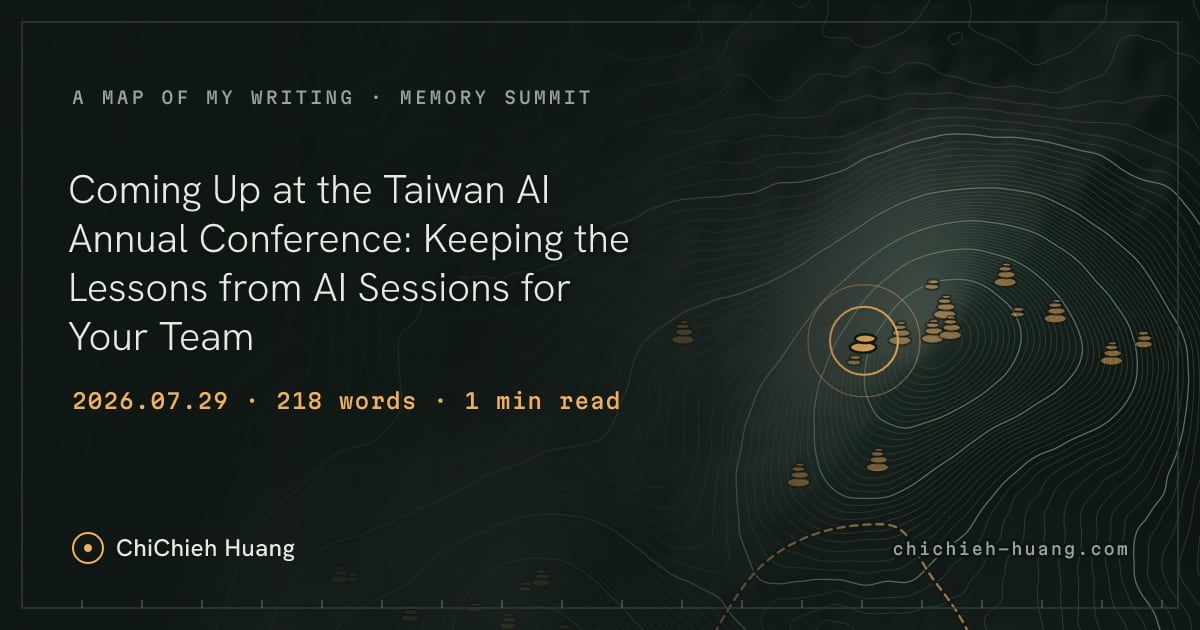 A MAP OF MY WRITING · MEMORY SUMMIT
Coming Up at the Taiwan AI
Annual Conference: Keeping the
Lessons from AI Sessions for
Your Team
2026.07.29 · 218 words · 1 min read
ChiChieh Huang
chichieh-huang.com